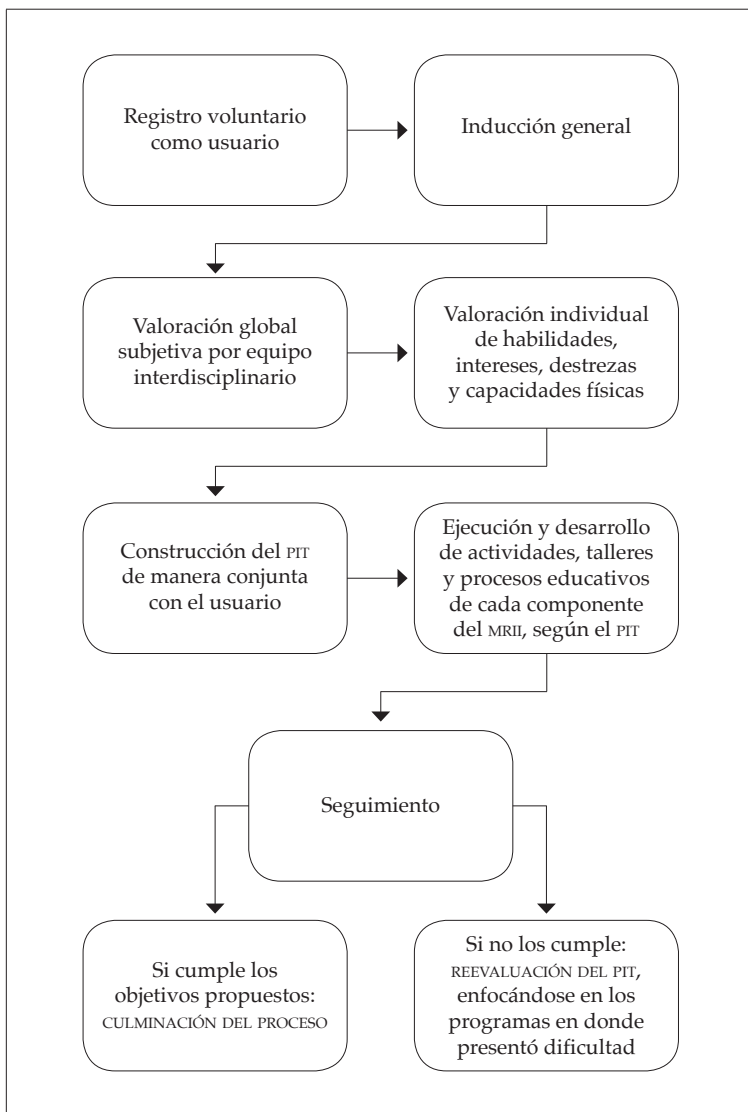 Registro voluntario
como usuario
Inducción general
Valoración global
subjetiva por equipo
interdisciplinario
Valoración individual
de habilidades,
intereses, destrezas
y capacidades físicas
Construcción del PIT
de manera conjunta
con el usuario
Ejecución y desarrollo
de actividades, talleres
y procesos educativos
de cada componente
del MRII, según el PIT
Seguimiento
Si cumple los
objetivos propuestos:
CULMINACIÓN DEL PROCESO
Si no los cumple:
REEVALUACIÓN DEL PIT,
enfocándose en los
programas en donde
presentó dificultad